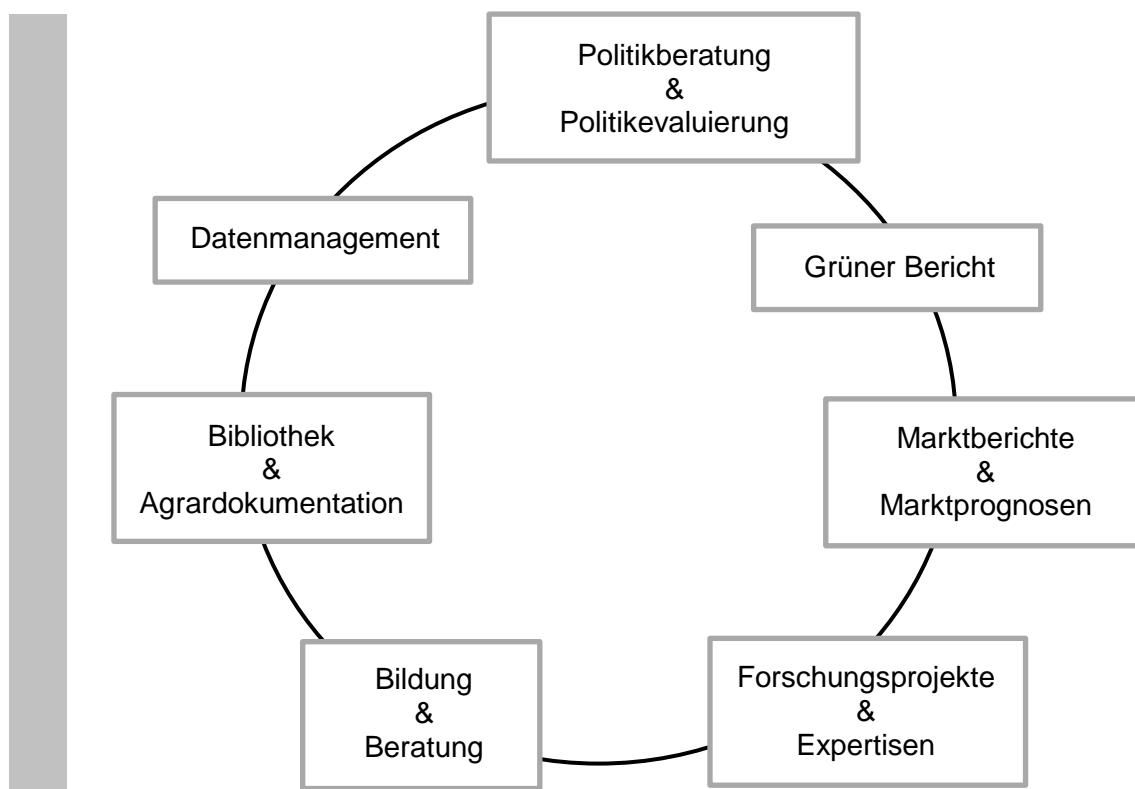 Politikberatung
&
Politikevaluierung
Datenmanagement
Grüner Bericht
Bibliothek
&
Agrardokumentation
Marktberichte
&
Marktprognosen
Bildung
&
Beratung
Forschungsprojekte
&
Expertisen